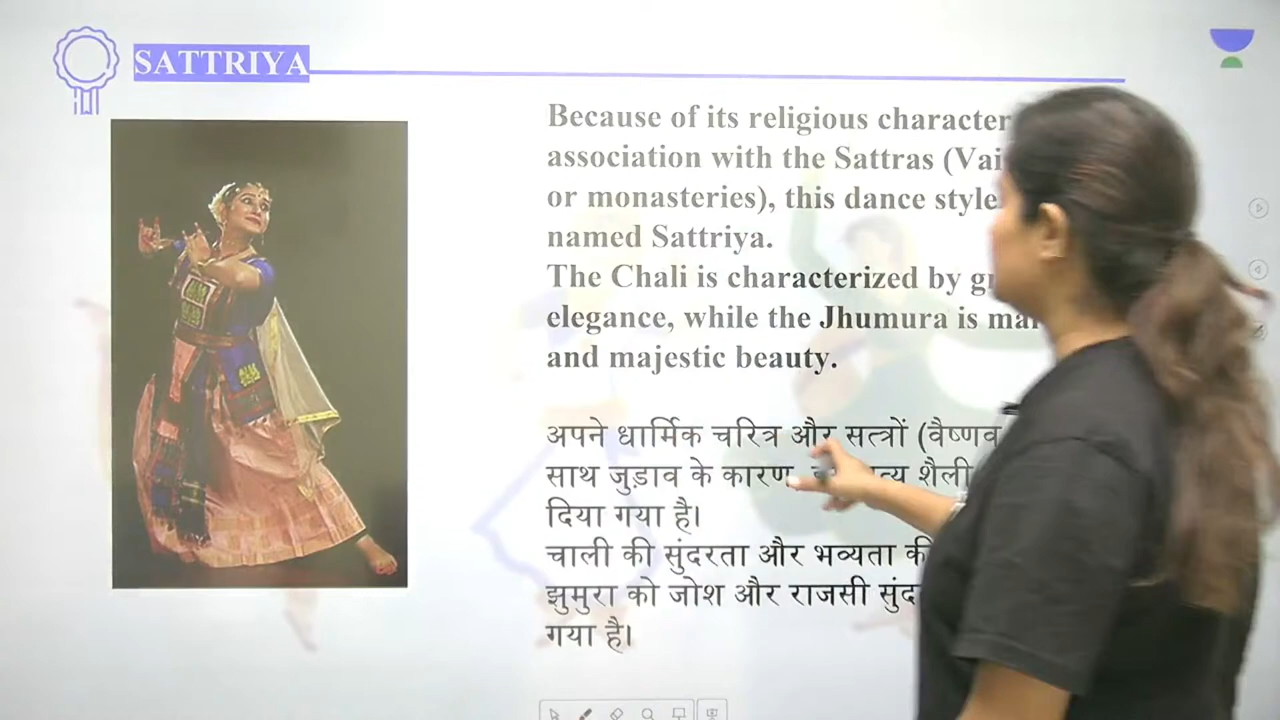 SATTRIYA
Because of its religious character
association with the Sattras
or monasteries), this dance style
named Sattriya.
The Chali is characterized by
elegance, while the Jhumura is
and majestic beauty.
अपने धार्मिक चरित्र और सत्त्रों (वैष्णव
साथ जुड़ाव के कारण शैली
दिया गया है।
चाली की सुंदरता और भव्यता
झुमुरा को जोश और राजसी
गया है।